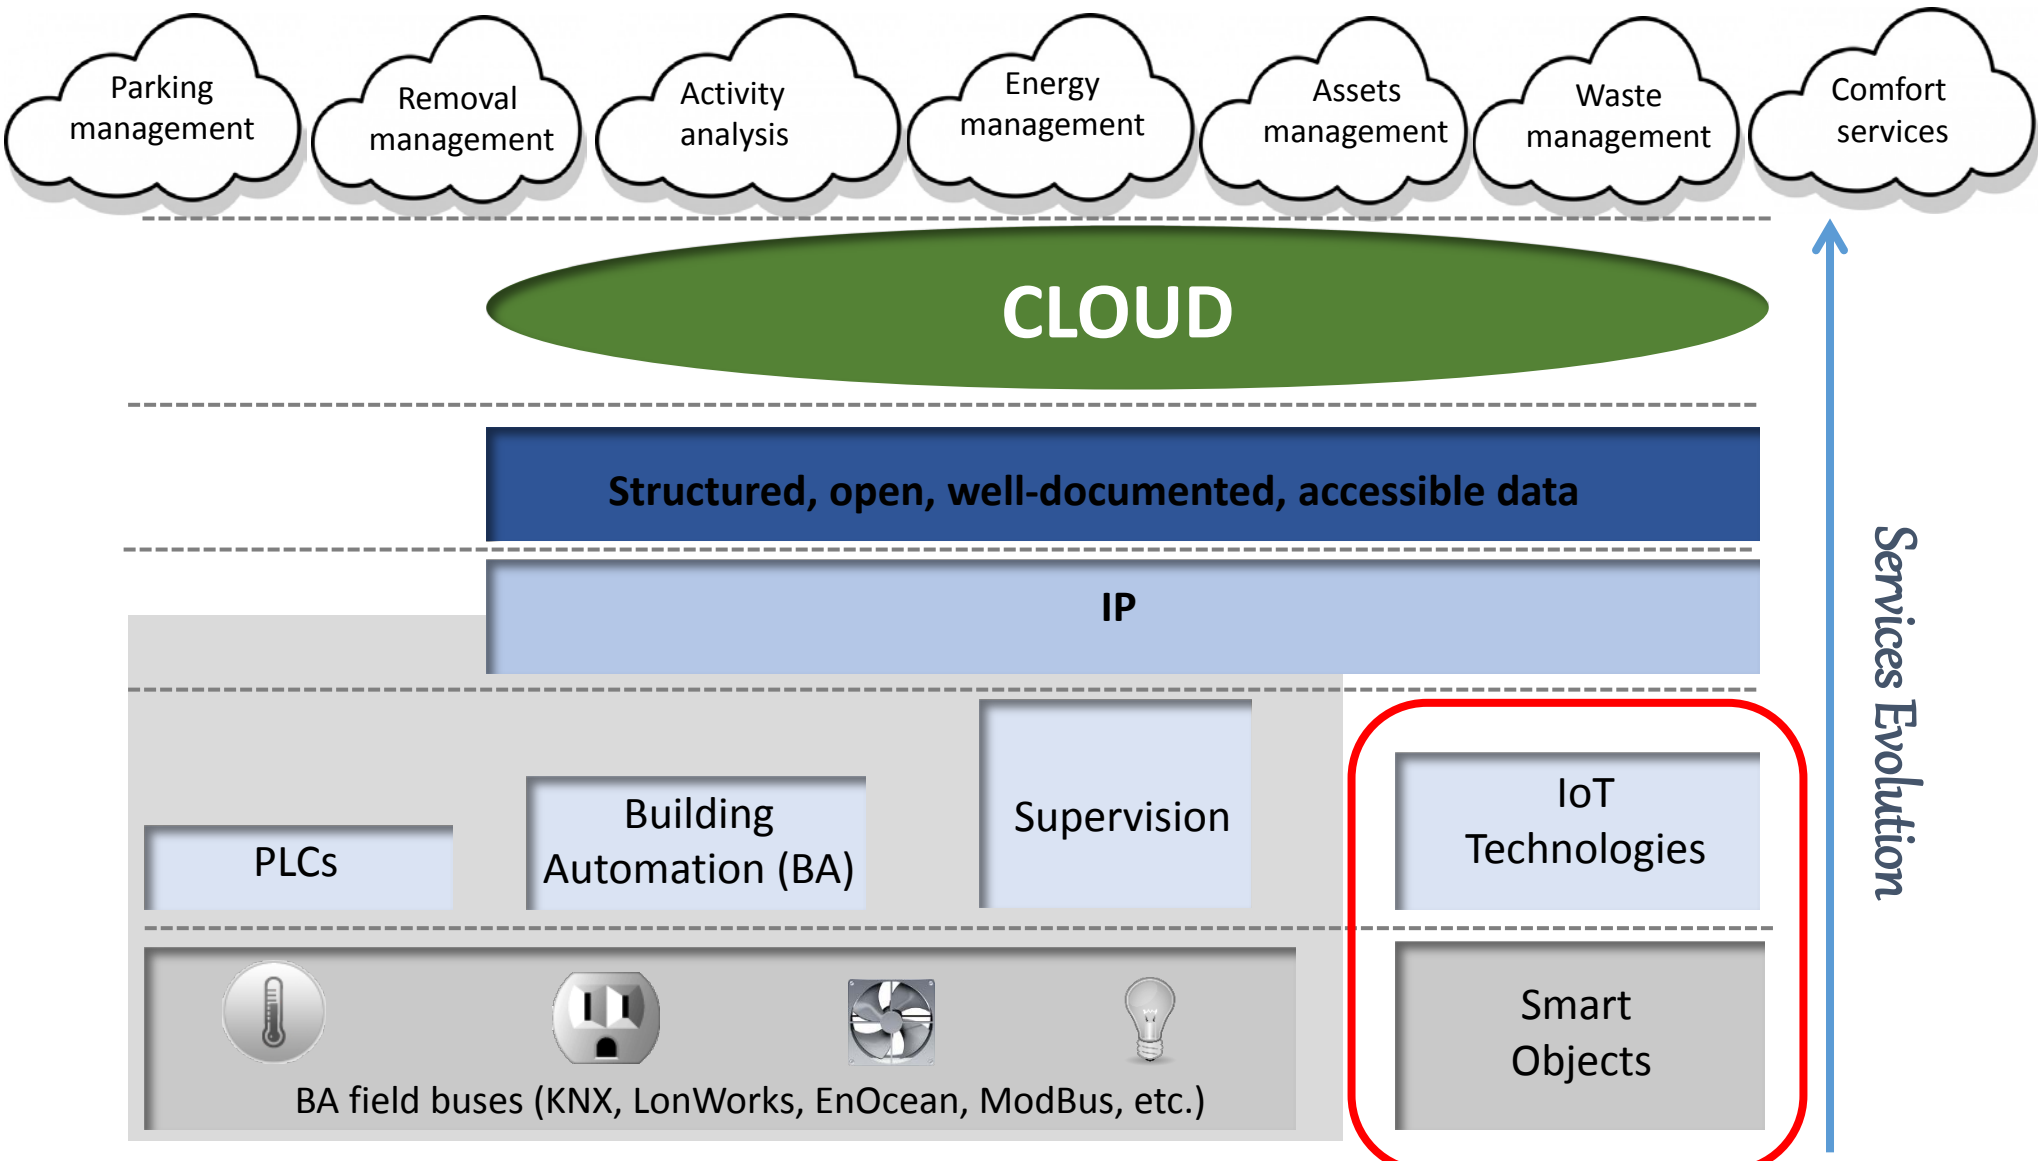 Parking
management
Removal
management
Activity
analysis
Energy
management
Assets
management
Waste
management
Comfort
services
CLOUD
Structured, open, well-documented, accessible data
IP
Services Evolution
PLCs
Building
Automation (BA)
Supervision
IoT
Technologies
BA field buses (KNX, LonWorks, EnOcean, ModBus, etc.)
Smart
Objects